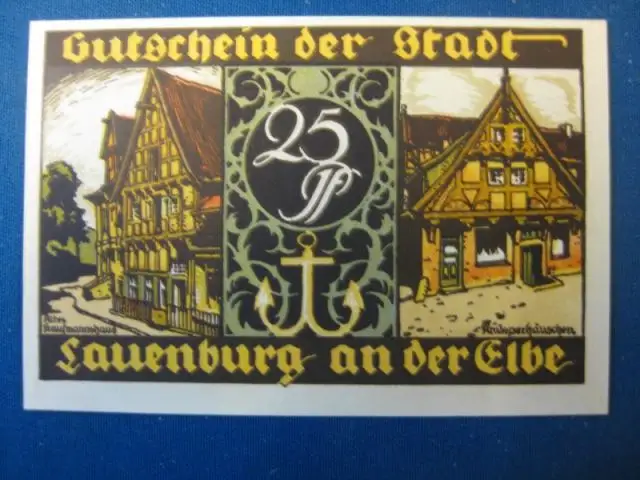 Gutschein der Stadt
25 Pf
Altes
Kaufmannshaus
Lauenburg an der Elbe